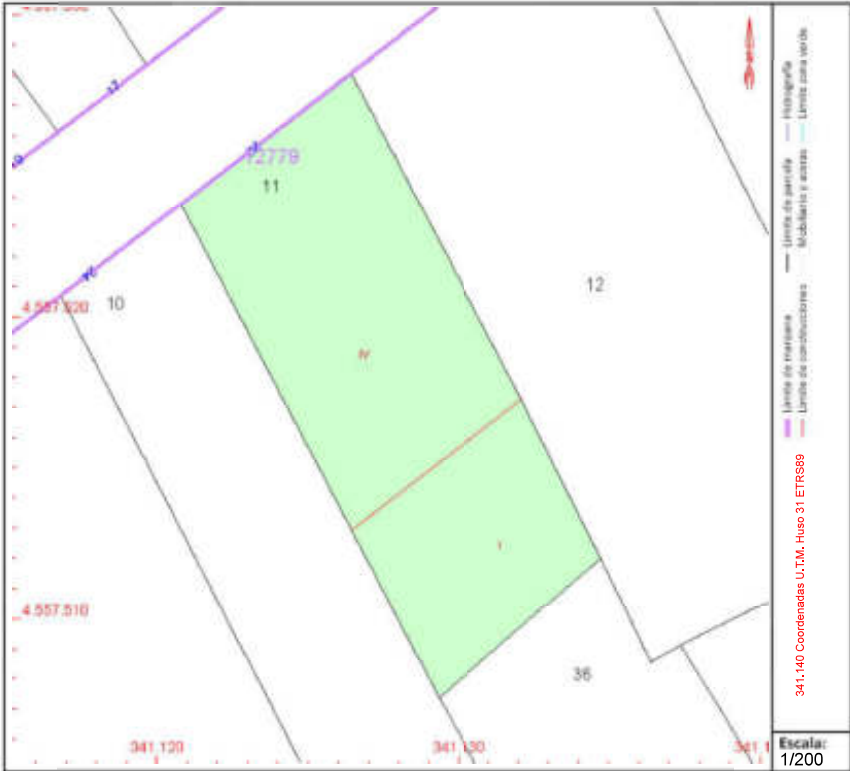 12779
11
10
12
4.557.520
IV
I
4.557.510
36
341.120
341.130
Límite de manzana
Límite de parcela
Hidrografía
Límite de construcciones
Mobiliario y aceras
Límite zona verde
341.140 Coordenadas U.T.M. Huso 31 ETRS89
Escala:
1/200